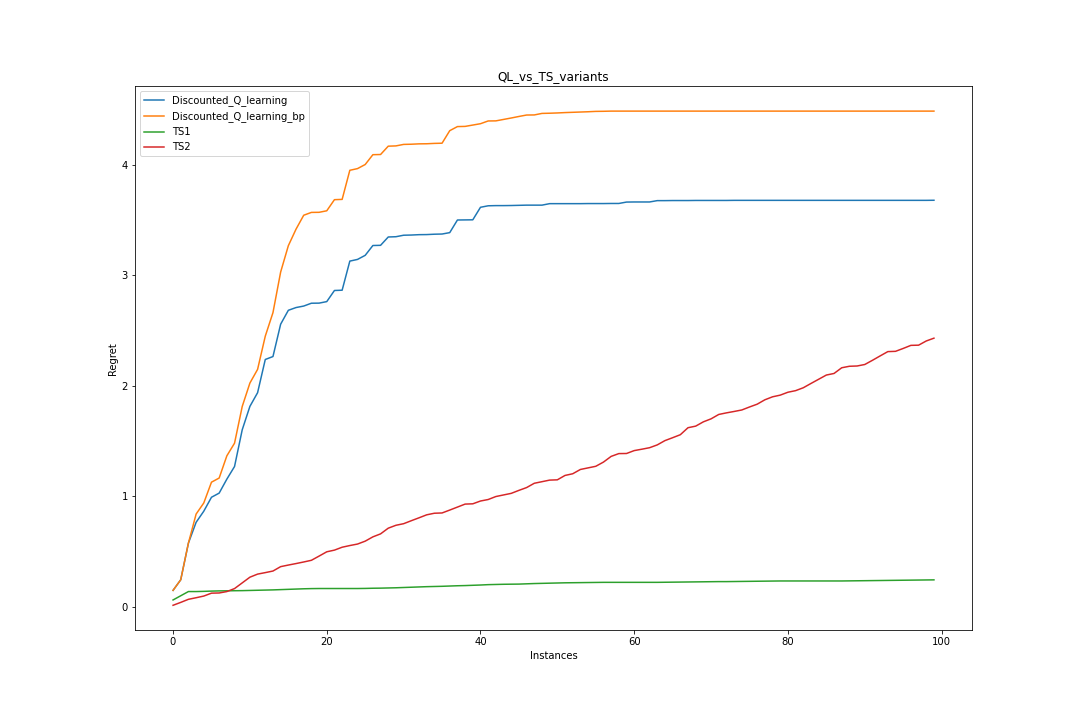 QL_vs_TS_variants
Discounted_Q_learning
Discounted_Q_learning_bp
TS1
TS2
Regret
4
3
2
1
0
0 20 40 60 80 100
Instances